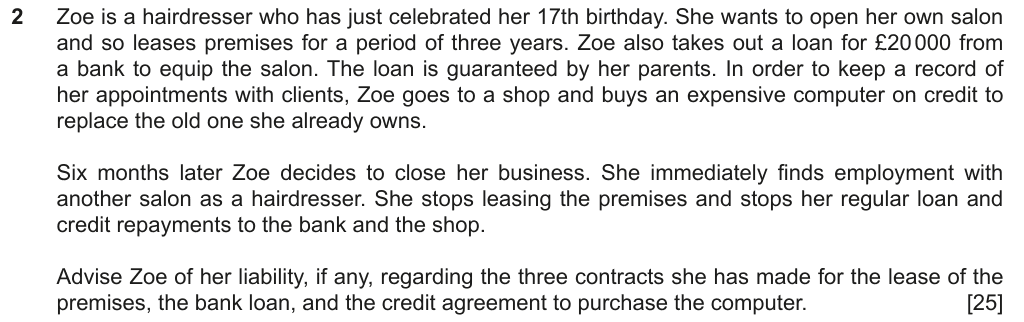 2 Zoe is a hairdresser who has just celebrated her 17th birthday. She wants to open her own salon
and so leases premises for a period of three years. Zoe also takes out a loan for £20 000 from
a bank to equip the salon. The loan is guaranteed by her parents. In order to keep a record of
her appointments with clients, Zoe goes to a shop and buys an expensive computer on credit to
replace the old one she already owns.
Six months later Zoe decides to close her business. She immediately finds employment with
another salon as a hairdresser. She stops leasing the premises and stops her regular loan and
credit repayments to the bank and the shop.
Advise Zoe of her liability, if any, regarding the three contracts she has made for the lease of the
premises, the bank loan, and the credit agreement to purchase the computer. [25]